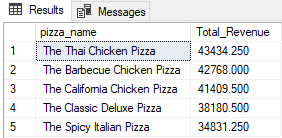 Results Messages
pizza_name Total_Revenue
1 The Thai Chicken Pizza 43434.250
2 The Barbecue Chicken Pizza 42768.000
3 The California Chicken Pizza 41409.500
4 The Classic Deluxe Pizza 38180.500
5 The Spicy Italian Pizza 34831.250